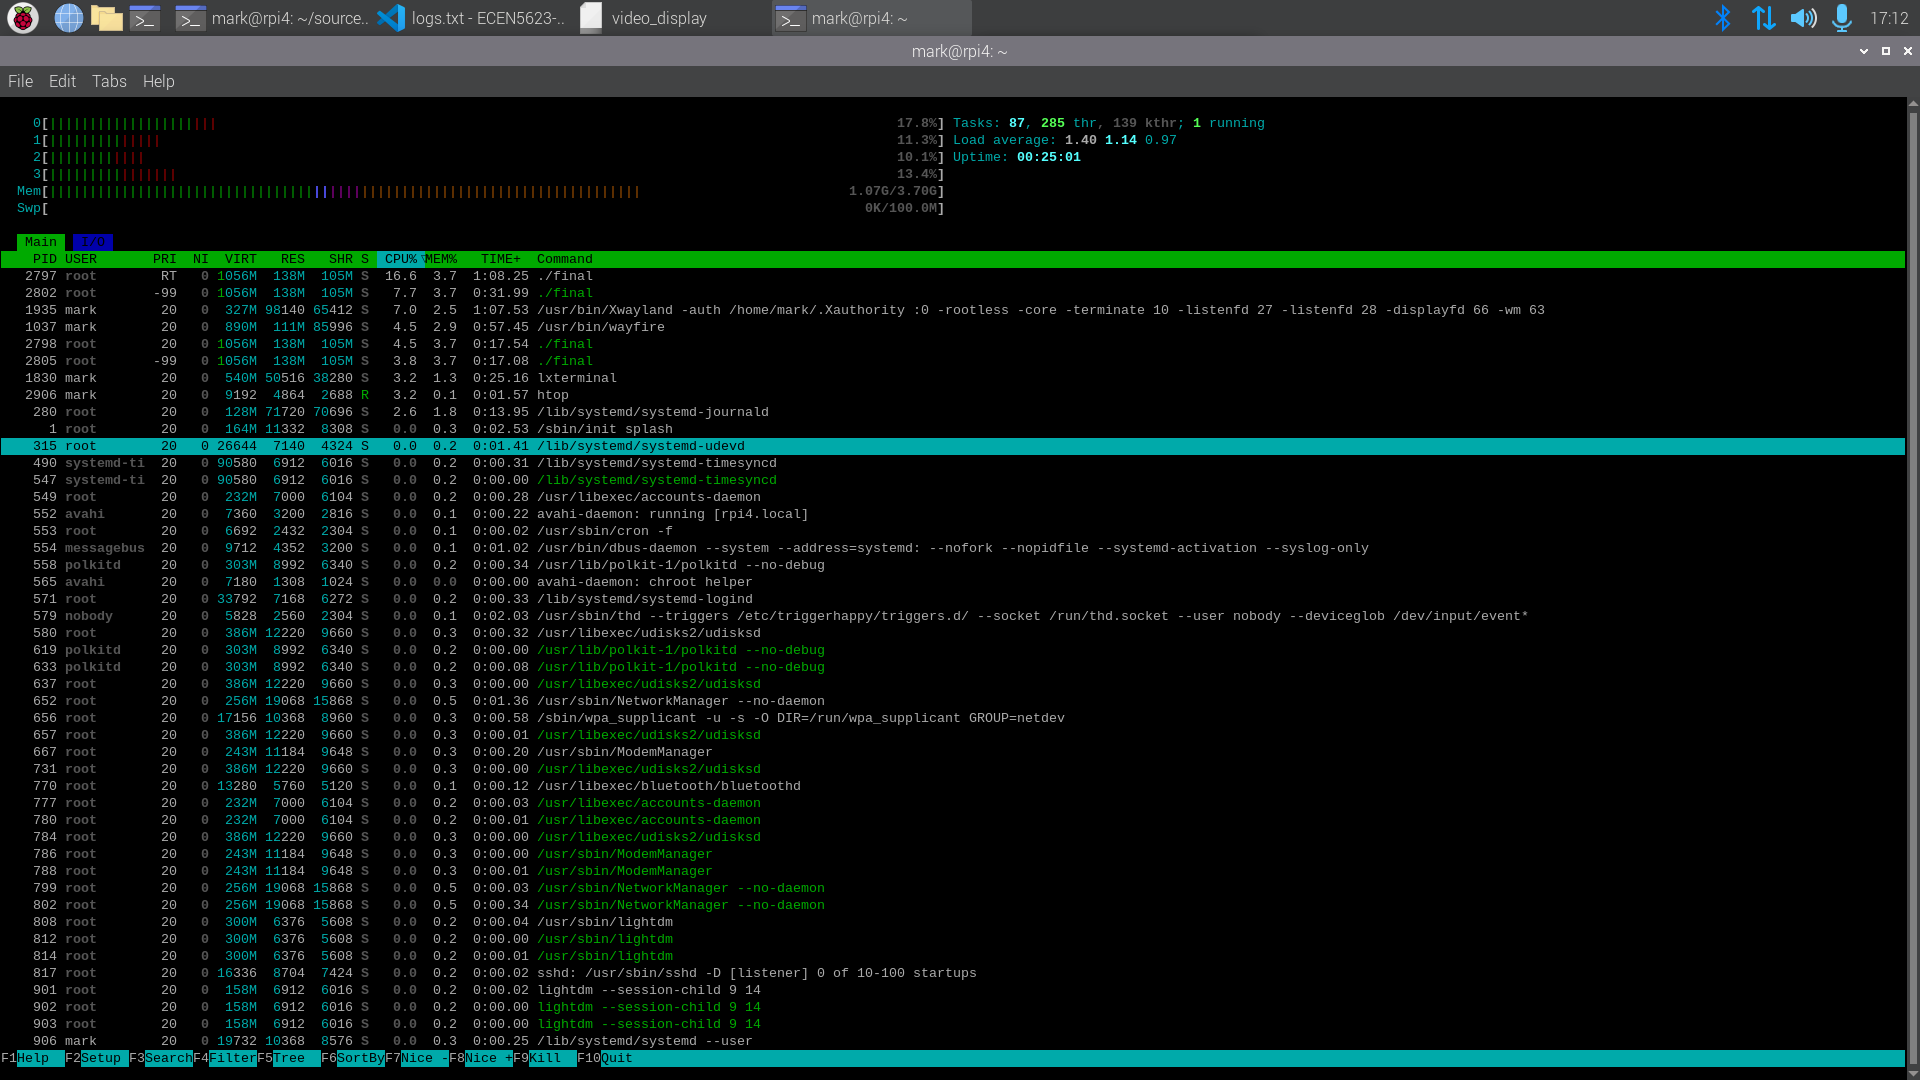 mark@rpi4: ~/source.. logs.txt - ECEN5623-.. video_display mark@rpi4: ~ 17:12
mark@rpi4: ~
File Edit Tabs Help
0[|||||||||||||||||||||                                                                                      17.8%] Tasks: 87, 285 thr, 139 kthr; 1 running
1[||||||||||||||                                                                                             11.3%] Load average: 1.40 1.14 0.97
2[||||||||||||                                                                                               10.1%] Uptime: 00:25:01
3[||||||||||||||||                                                                                           13.4%]
Mem[||||||||||||||||||||||||||||||||||||||||||||||||||||||||||||||||||||||||||                          1.07G/3.70G]
Swp[                                                                                                      0K/100.0M]
Main I/O
PID USER PRI NI VIRT RES SHR S CPU%▽MEM% TIME+ Command
2797 root RT 0 1056M 138M 105M S 16.6 3.7 1:08.25 ./final
2802 root -99 0 1056M 138M 105M S 7.7 3.7 0:31.99 ./final
1935 mark 20 0 327M 98140 65412 S 7.0 2.5 1:07.53 /usr/bin/Xwayland -auth /home/mark/.Xauthority :0 -rootless -core -terminate 10 -listenfd 27 -listenfd 28 -displayfd 66 -wm 63
1037 mark 20 0 890M 111M 85996 S 4.5 2.9 0:57.45 /usr/bin/wayfire
2798 root 20 0 1056M 138M 105M S 4.5 3.7 0:17.54 ./final
2805 root -99 0 1056M 138M 105M S 3.8 3.7 0:17.08 ./final
1830 mark 20 0 540M 50516 38280 S 3.2 1.3 0:25.16 lxterminal
2906 mark 20 0 9192 4864 2688 R 3.2 0.1 0:01.57 htop
280 root 20 0 128M 71720 70696 S 2.6 1.8 0:13.95 /lib/systemd/systemd-journald
1 root 20 0 164M 11332 8308 S 0.0 0.3 0:02.53 /sbin/init splash
315 root 20 0 26644 7140 4324 S 0.0 0.2 0:01.41 /lib/systemd/systemd-udevd
490 systemd-ti 20 0 90580 6912 6016 S 0.0 0.2 0:00.31 /lib/systemd/systemd-timesyncd
547 systemd-ti 20 0 90580 6912 6016 S 0.0 0.2 0:00.00 /lib/systemd/systemd-timesyncd
549 root 20 0 232M 7000 6104 S 0.0 0.2 0:00.28 /usr/libexec/accounts-daemon
552 avahi 20 0 7360 3200 2816 S 0.0 0.1 0:00.22 avahi-daemon: running [rpi4.local]
553 root 20 0 6692 2432 2304 S 0.0 0.1 0:00.02 /usr/sbin/cron -f
554 messagebus 20 0 9712 4352 3200 S 0.0 0.1 0:01.02 /usr/bin/dbus-daemon --system --address=systemd: --nofork --nopidfile --systemd-activation --syslog-only
558 polkitd 20 0 303M 8992 6340 S 0.0 0.2 0:00.34 /usr/lib/polkit-1/polkitd --no-debug
565 avahi 20 0 7180 1308 1024 S 0.0 0.0 0:00.00 avahi-daemon: chroot helper
571 root 20 0 33792 7168 6272 S 0.0 0.2 0:00.33 /lib/systemd/systemd-logind
579 nobody 20 0 5828 2560 2304 S 0.0 0.1 0:02.03 /usr/sbin/thd --triggers /etc/triggerhappy/triggers.d/ --socket /run/thd.socket --user nobody --deviceglob /dev/input/event*
580 root 20 0 386M 12220 9660 S 0.0 0.3 0:00.32 /usr/libexec/udisks2/udisksd
619 polkitd 20 0 303M 8992 6340 S 0.0 0.2 0:00.00 /usr/lib/polkit-1/polkitd --no-debug
633 polkitd 20 0 303M 8992 6340 S 0.0 0.2 0:00.08 /usr/lib/polkit-1/polkitd --no-debug
637 root 20 0 386M 12220 9660 S 0.0 0.3 0:00.00 /usr/libexec/udisks2/udisksd
652 root 20 0 256M 19068 15868 S 0.0 0.5 0:01.36 /usr/sbin/NetworkManager --no-daemon
656 root 20 0 17156 10368 8960 S 0.0 0.3 0:00.58 /sbin/wpa_supplicant -u -s -O DIR=/run/wpa_supplicant GROUP=netdev
657 root 20 0 386M 12220 9660 S 0.0 0.3 0:00.01 /usr/libexec/udisks2/udisksd
667 root 20 0 243M 11184 9648 S 0.0 0.3 0:00.20 /usr/sbin/ModemManager
731 root 20 0 386M 12220 9660 S 0.0 0.3 0:00.00 /usr/libexec/udisks2/udisksd
770 root 20 0 13280 5760 5120 S 0.0 0.1 0:00.12 /usr/libexec/bluetooth/bluetoothd
777 root 20 0 232M 7000 6104 S 0.0 0.2 0:00.03 /usr/libexec/accounts-daemon
780 root 20 0 232M 7000 6104 S 0.0 0.2 0:00.01 /usr/libexec/accounts-daemon
784 root 20 0 386M 12220 9660 S 0.0 0.3 0:00.00 /usr/libexec/udisks2/udisksd
786 root 20 0 243M 11184 9648 S 0.0 0.3 0:00.00 /usr/sbin/ModemManager
788 root 20 0 243M 11184 9648 S 0.0 0.3 0:00.01 /usr/sbin/ModemManager
799 root 20 0 256M 19068 15868 S 0.0 0.5 0:00.03 /usr/sbin/NetworkManager --no-daemon
802 root 20 0 256M 19068 15868 S 0.0 0.5 0:00.34 /usr/sbin/NetworkManager --no-daemon
808 root 20 0 300M 6376 5608 S 0.0 0.2 0:00.04 /usr/sbin/lightdm
812 root 20 0 300M 6376 5608 S 0.0 0.2 0:00.00 /usr/sbin/lightdm
814 root 20 0 300M 6376 5608 S 0.0 0.2 0:00.01 /usr/sbin/lightdm
817 root 20 0 16336 8704 7424 S 0.0 0.2 0:00.02 sshd: /usr/sbin/sshd -D [listener] 0 of 10-100 startups
901 root 20 0 158M 6912 6016 S 0.0 0.2 0:00.02 lightdm --session-child 9 14
902 root 20 0 158M 6912 6016 S 0.0 0.2 0:00.00 lightdm --session-child 9 14
903 root 20 0 158M 6912 6016 S 0.0 0.2 0:00.00 lightdm --session-child 9 14
906 mark 20 0 19732 10368 8576 S 0.0 0.3 0:00.25 /lib/systemd/systemd --user
F1Help F2Setup F3SearchF4FilterF5Tree F6SortByF7Nice -F8Nice +F9Kill F10Quit